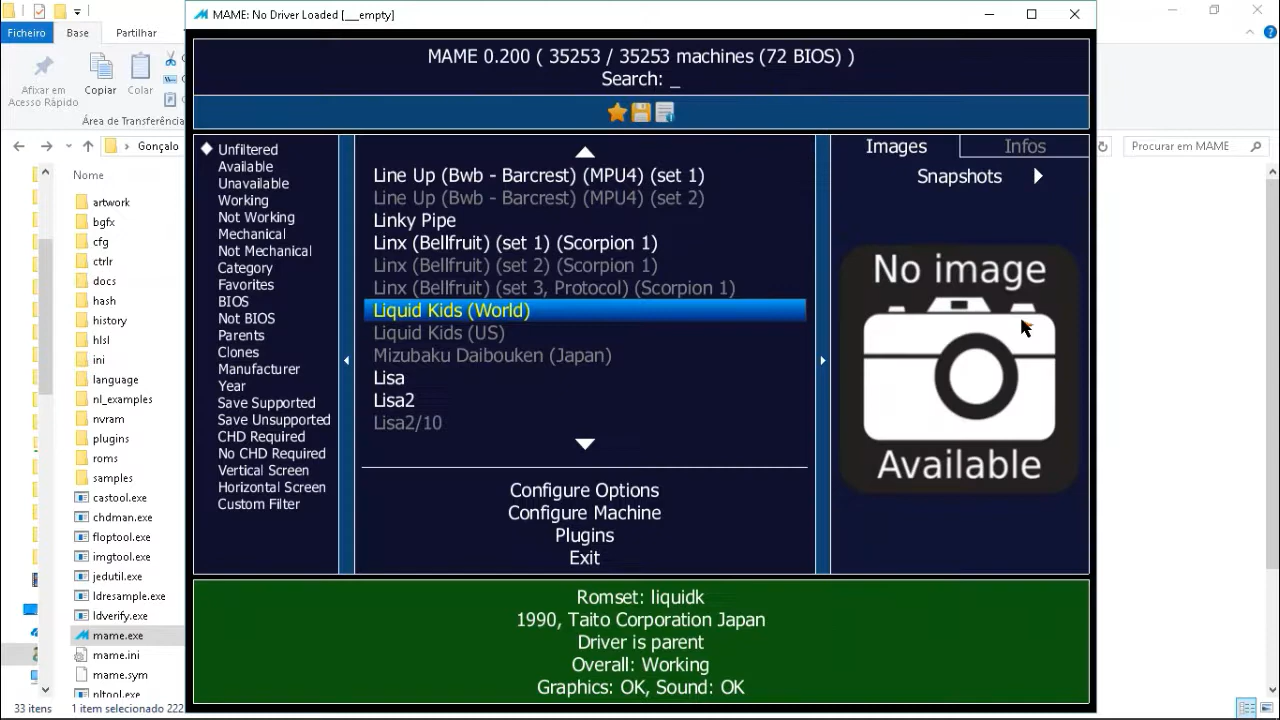 MAME: No Driver Loaded [___empty]
Ficheiro
Base
Partilhar
Afixar em
Acesso Rápido
Copiar
Colar
Área de Transferência
Gonçalo
Procurar em MAME
Nome
artwork
bgfx
cfg
ctrlr
docs
hash
history
hlsl
ini
language
nl_examples
nvram
plugins
roms
samples
castool.exe
chdman.exe
floptool.exe
imgtool.exe
jedutil.exe
ldresample.exe
ldverify.exe
mame.exe
mame.ini
mame.sym
nltool.exe
33 itens
1 item selecionado 222
MAME 0.200 ( 35253 / 35253 machines (72 BIOS) )
Search: _
Unfiltered
Available
Unavailable
Working
Not Working
Mechanical
Not Mechanical
Category
Favorites
BIOS
Not BIOS
Parents
Clones
Manufacturer
Year
Save Supported
Save Unsupported
CHD Required
No CHD Required
Vertical Screen
Horizontal Screen
Custom Filter
Line Up (Bwb - Barcrest) (MPU4) (set 1)
Line Up (Bwb - Barcrest) (MPU4) (set 2)
Linky Pipe
Linx (Bellfruit) (set 1) (Scorpion 1)
Linx (Bellfruit) (set 2) (Scorpion 1)
Linx (Bellfruit) (set 3, Protocol) (Scorpion 1)
Liquid Kids (World)
Liquid Kids (US)
Mizubaku Daibouken (Japan)
Lisa
Lisa2
Lisa2/10
Configure Options
Configure Machine
Plugins
Exit
Images
Infos
Snapshots
No image
Available
Romset: liquidk
1990, Taito Corporation Japan
Driver is parent
Overall: Working
Graphics: OK, Sound: OK